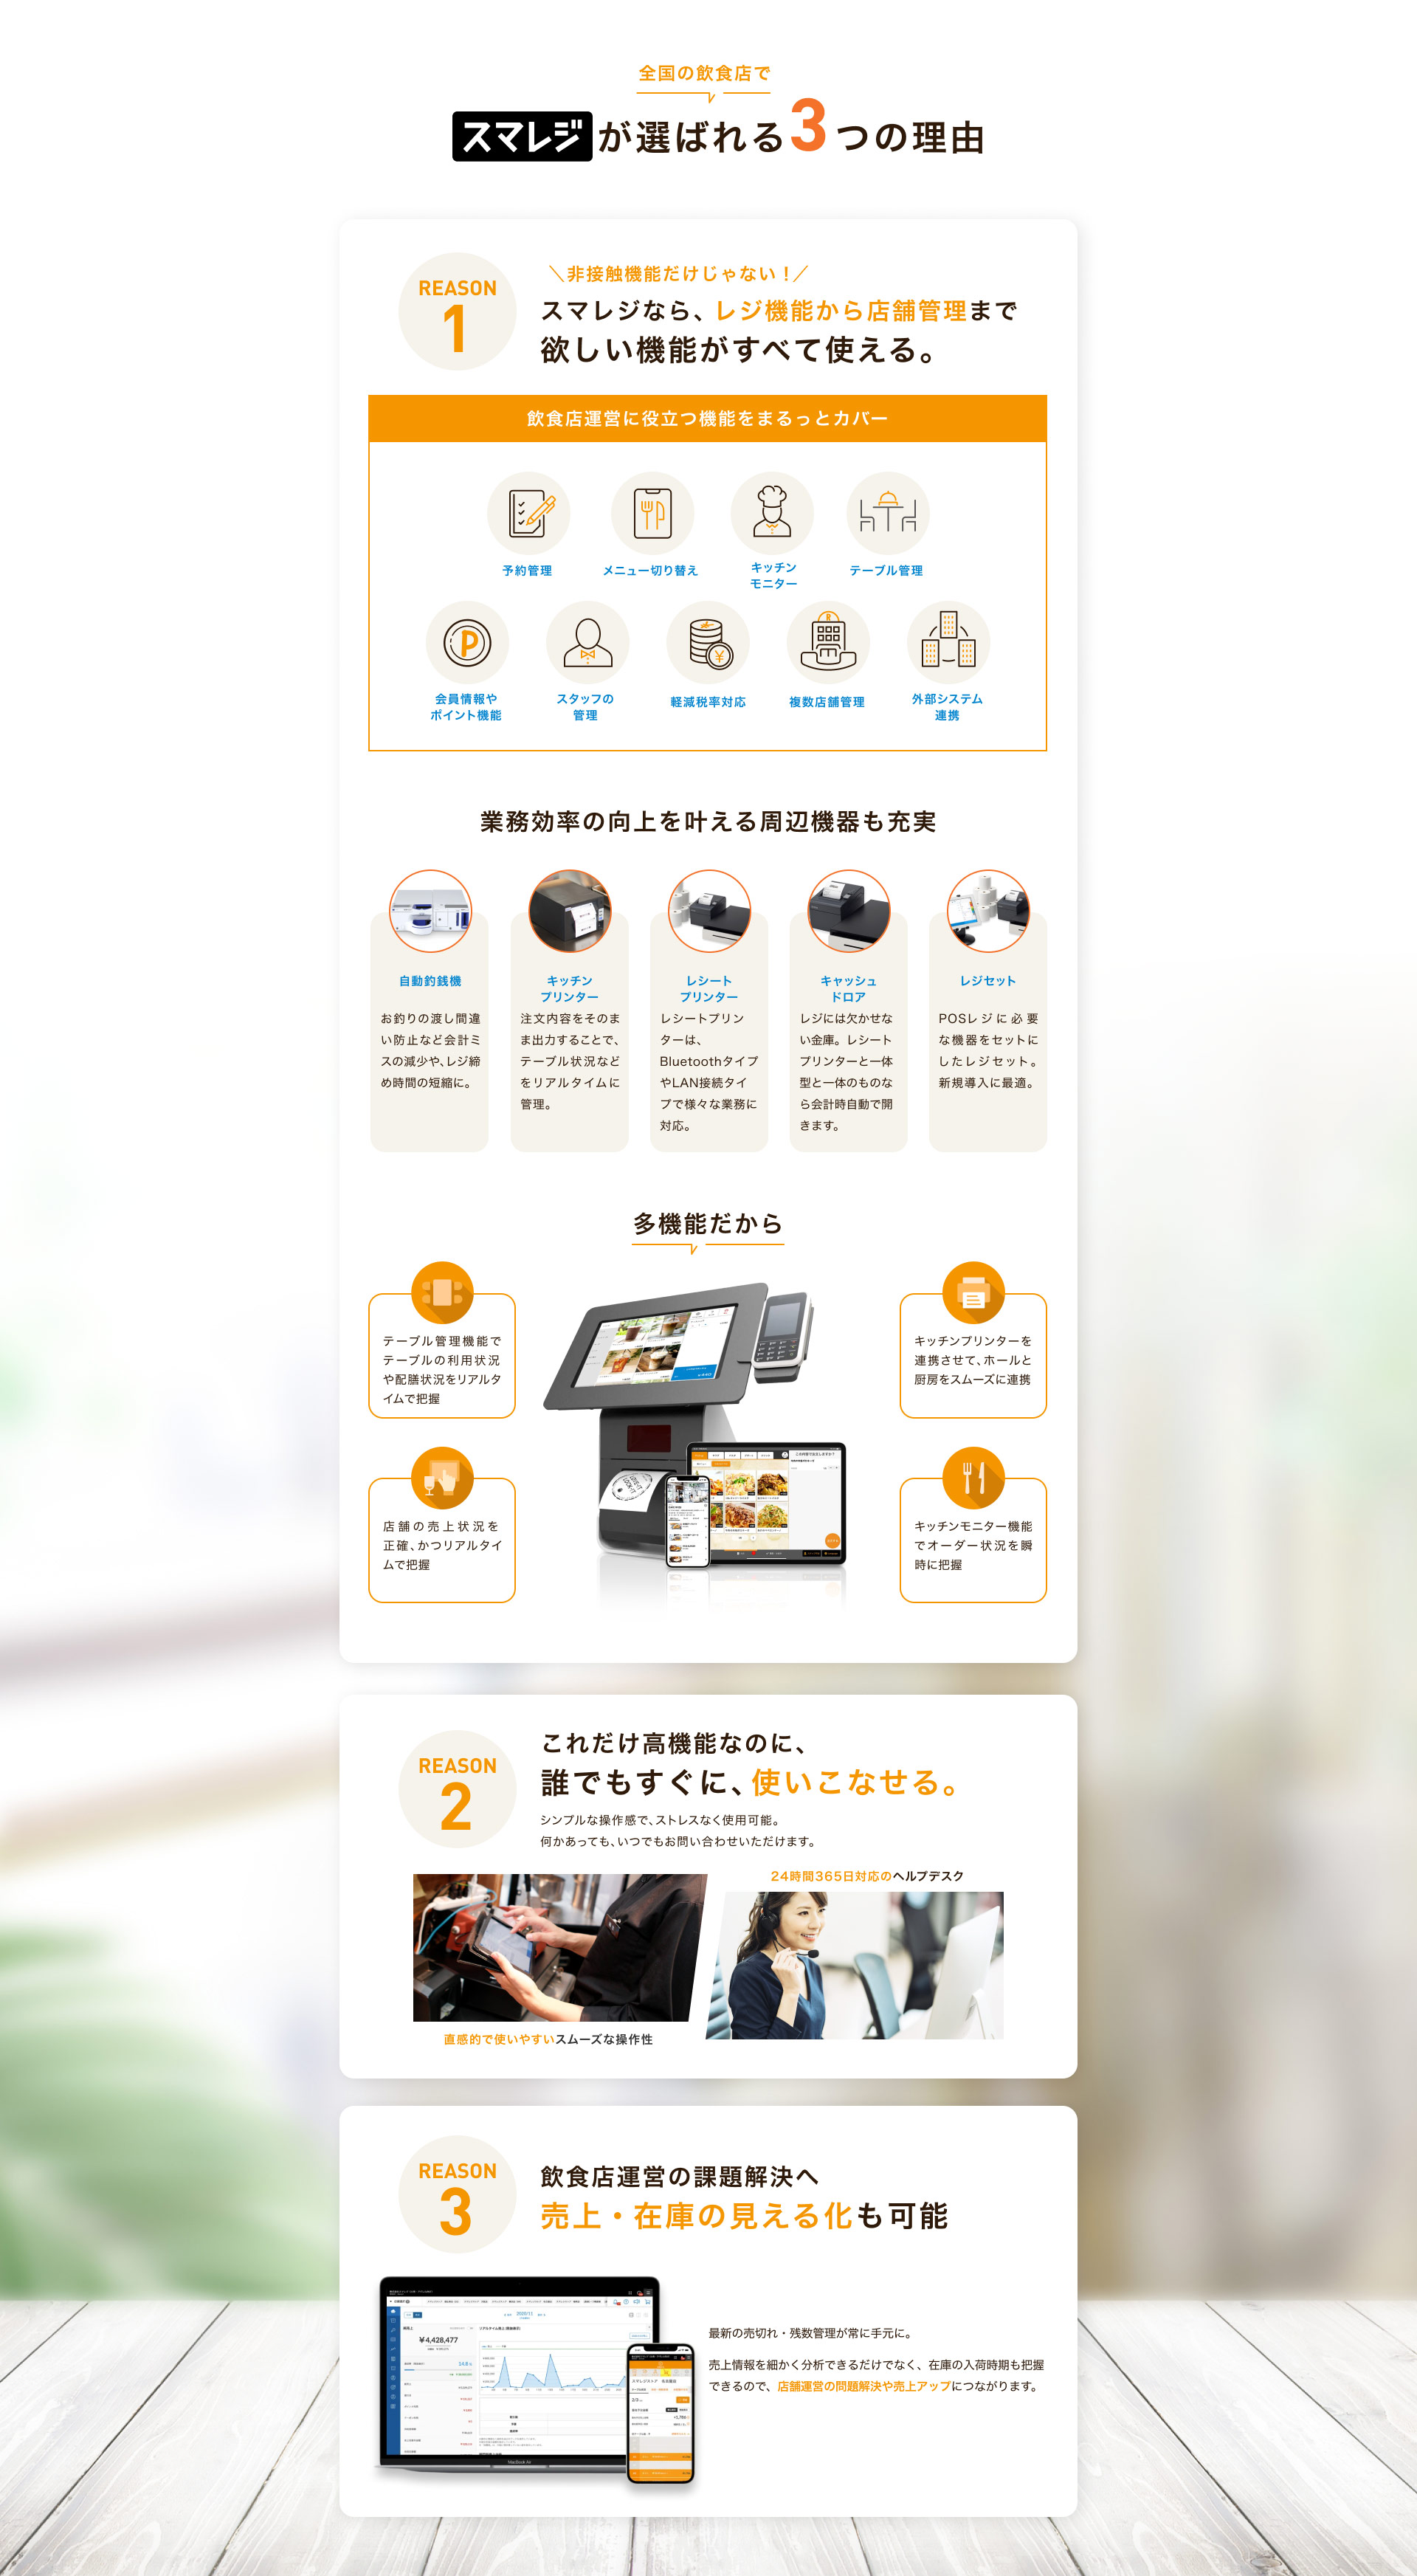 全国の飲食店で
スマレジが選ばれる3つの理由
REASON
1
＼非接触機能だけじゃない！／
スマレジなら、レジ機能から店舗管理まで
欲しい機能がすべて使える。
飲食店運営に役立つ機能をまるっとカバー
予約管理
メニュー切り替え
キッチン
モニター
テーブル管理
会員情報や
ポイント機能
スタッフの
管理
軽減税率対応
複数店舗管理
外部システム
連携
業務効率の向上を叶える周辺機器も充実
自動釣銭機
お釣りの渡し間違
い防止など会計ミ
スの減少や、レジ締
め時間の短縮に。
キッチン
プリンター
注文内容をそのま
ま出力することで、
テーブル状況など
をリアルタイムに
管理。
レシート
プリンター
レシートプリン
ターは、
Bluetoothタイプ
やLAN接続タイ
プで様々な業務に
対応。
キャッシュ
ドロア
レジには欠かせな
い金庫。レシート
プリンターと一体
型と一体のものな
ら会計時自動で開
きます。
レジセット
POSレジに必要
な機器をセットに
したレジセット。
新規導入に最適。
多機能だから
テーブル管理機能で
テーブルの利用状況
や配膳状況をリアルタ
イムで把握
キッチンプリンターを
連携させて、ホールと
厨房をスムーズに連携
店舗の売上状況を
正確、かつリアルタイ
ムで把握
キッチンモニター機能
でオーダー状況を瞬
時に把握
REASON
2
これだけ高機能なのに、
誰でもすぐに、使いこなせる。
シンプルな操作感で、ストレスなく使用可能。
何かあっても、いつでもお問い合わせいただけます。
24時間365日対応のヘルプデスク
直感的で使いやすいスムーズな操作性
REASON
3
飲食店運営の課題解決へ
売上・在庫の見える化も可能
¥4,428,477
MacBook Air
最新の売切れ・残数管理が常に手元に。
売上情報を細かく分析できるだけでなく、在庫の入荷時期も把握
できるので、店舗運営の問題解決や売上アップにつながります。